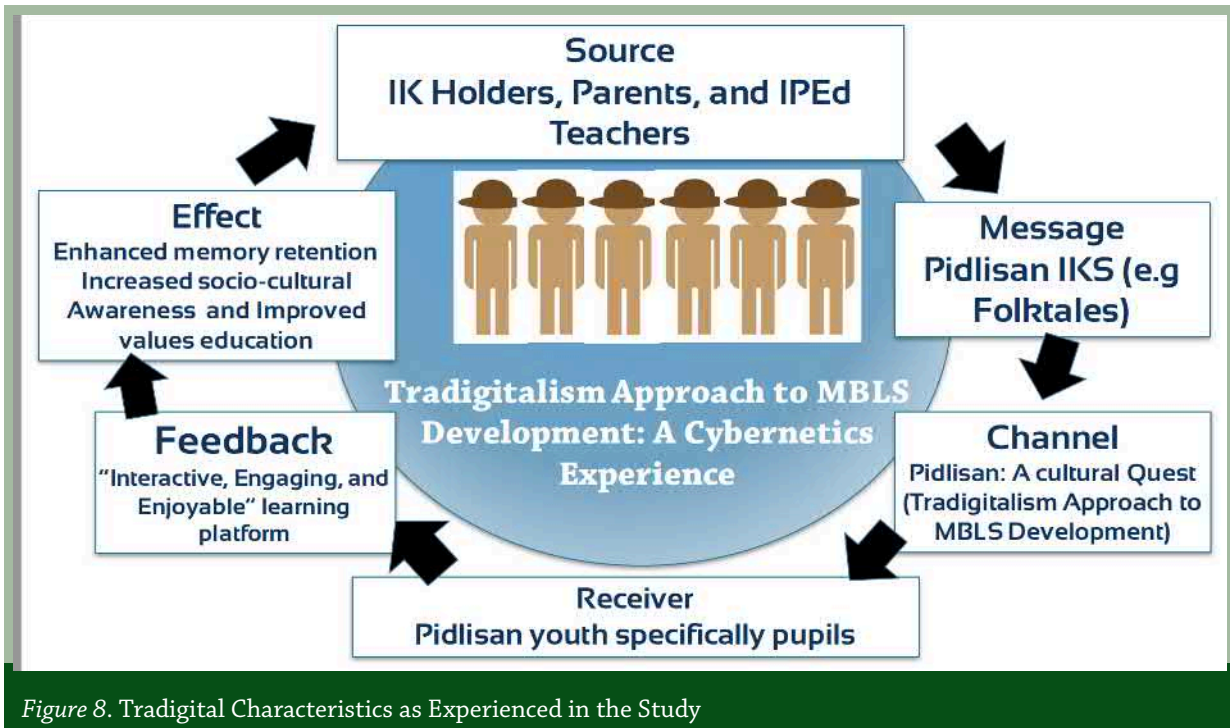 Source
IK Holders, Parents, and IPEd
Teachers
Message
Pidlisan IKS (e.g
Folktales)
Channel
Pidlisan: A cultural Quest
(Tradigitalism Approach to
MBLS Development)
Receiver
Pidlisan youth specifically pupils
Feedback
“Interactive, Engaging, and
Enjoyable” learning
platform
Effect
Enhanced memory retention
Increased socio-cultural
Awareness and Improved
values education
Tradigitalism Approach to MBLS
Development: A Cybernetics
Experience
Figure 8. Tradigital Characteristics as Experienced in the Study